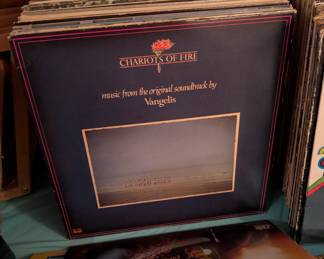 CHARIOTS OF FIRE
music from the original soundtrack by
Vangelis